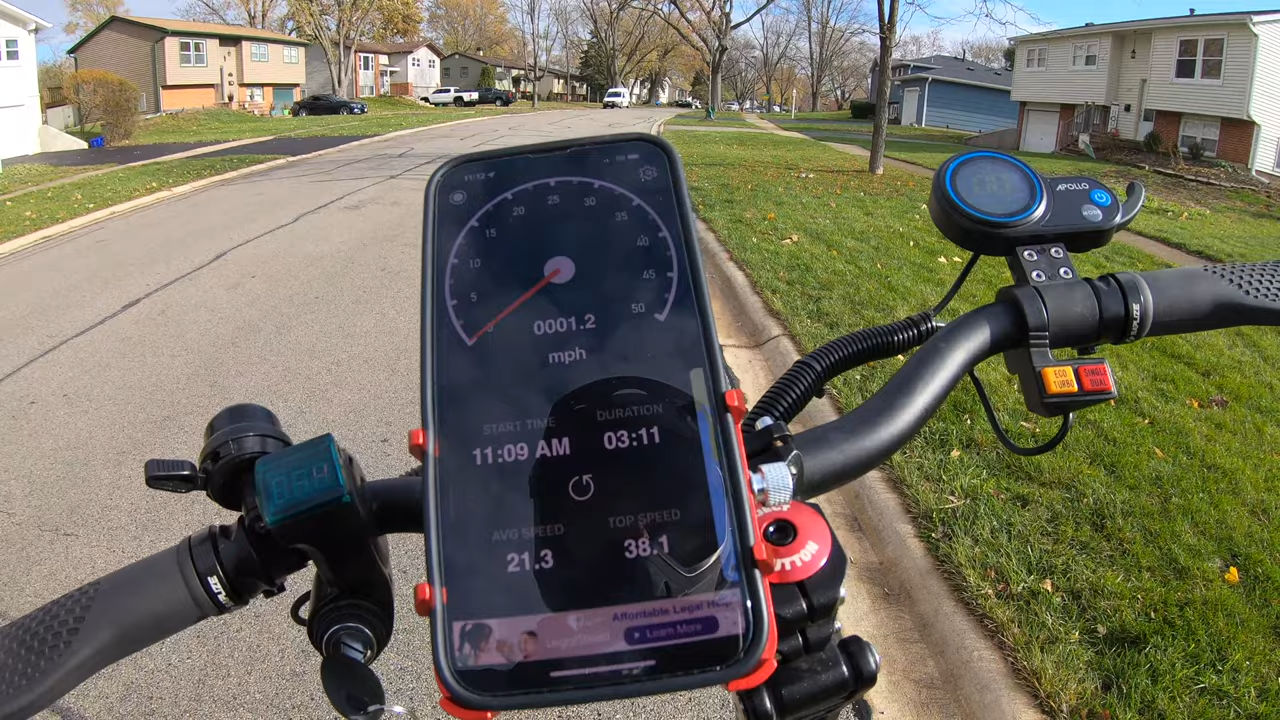 11:12
20 25 30
15 35
10 40
5 45
0 50
0001.2
mph
START TIME DURATION
11:09 AM 03:11
AVG SPEED TOP SPEED
21.3 38.1
Affordable Legal Help
Learn More
APOLLO
MODE
ECO
TURBO
SINGLE
DUAL
BUTTON